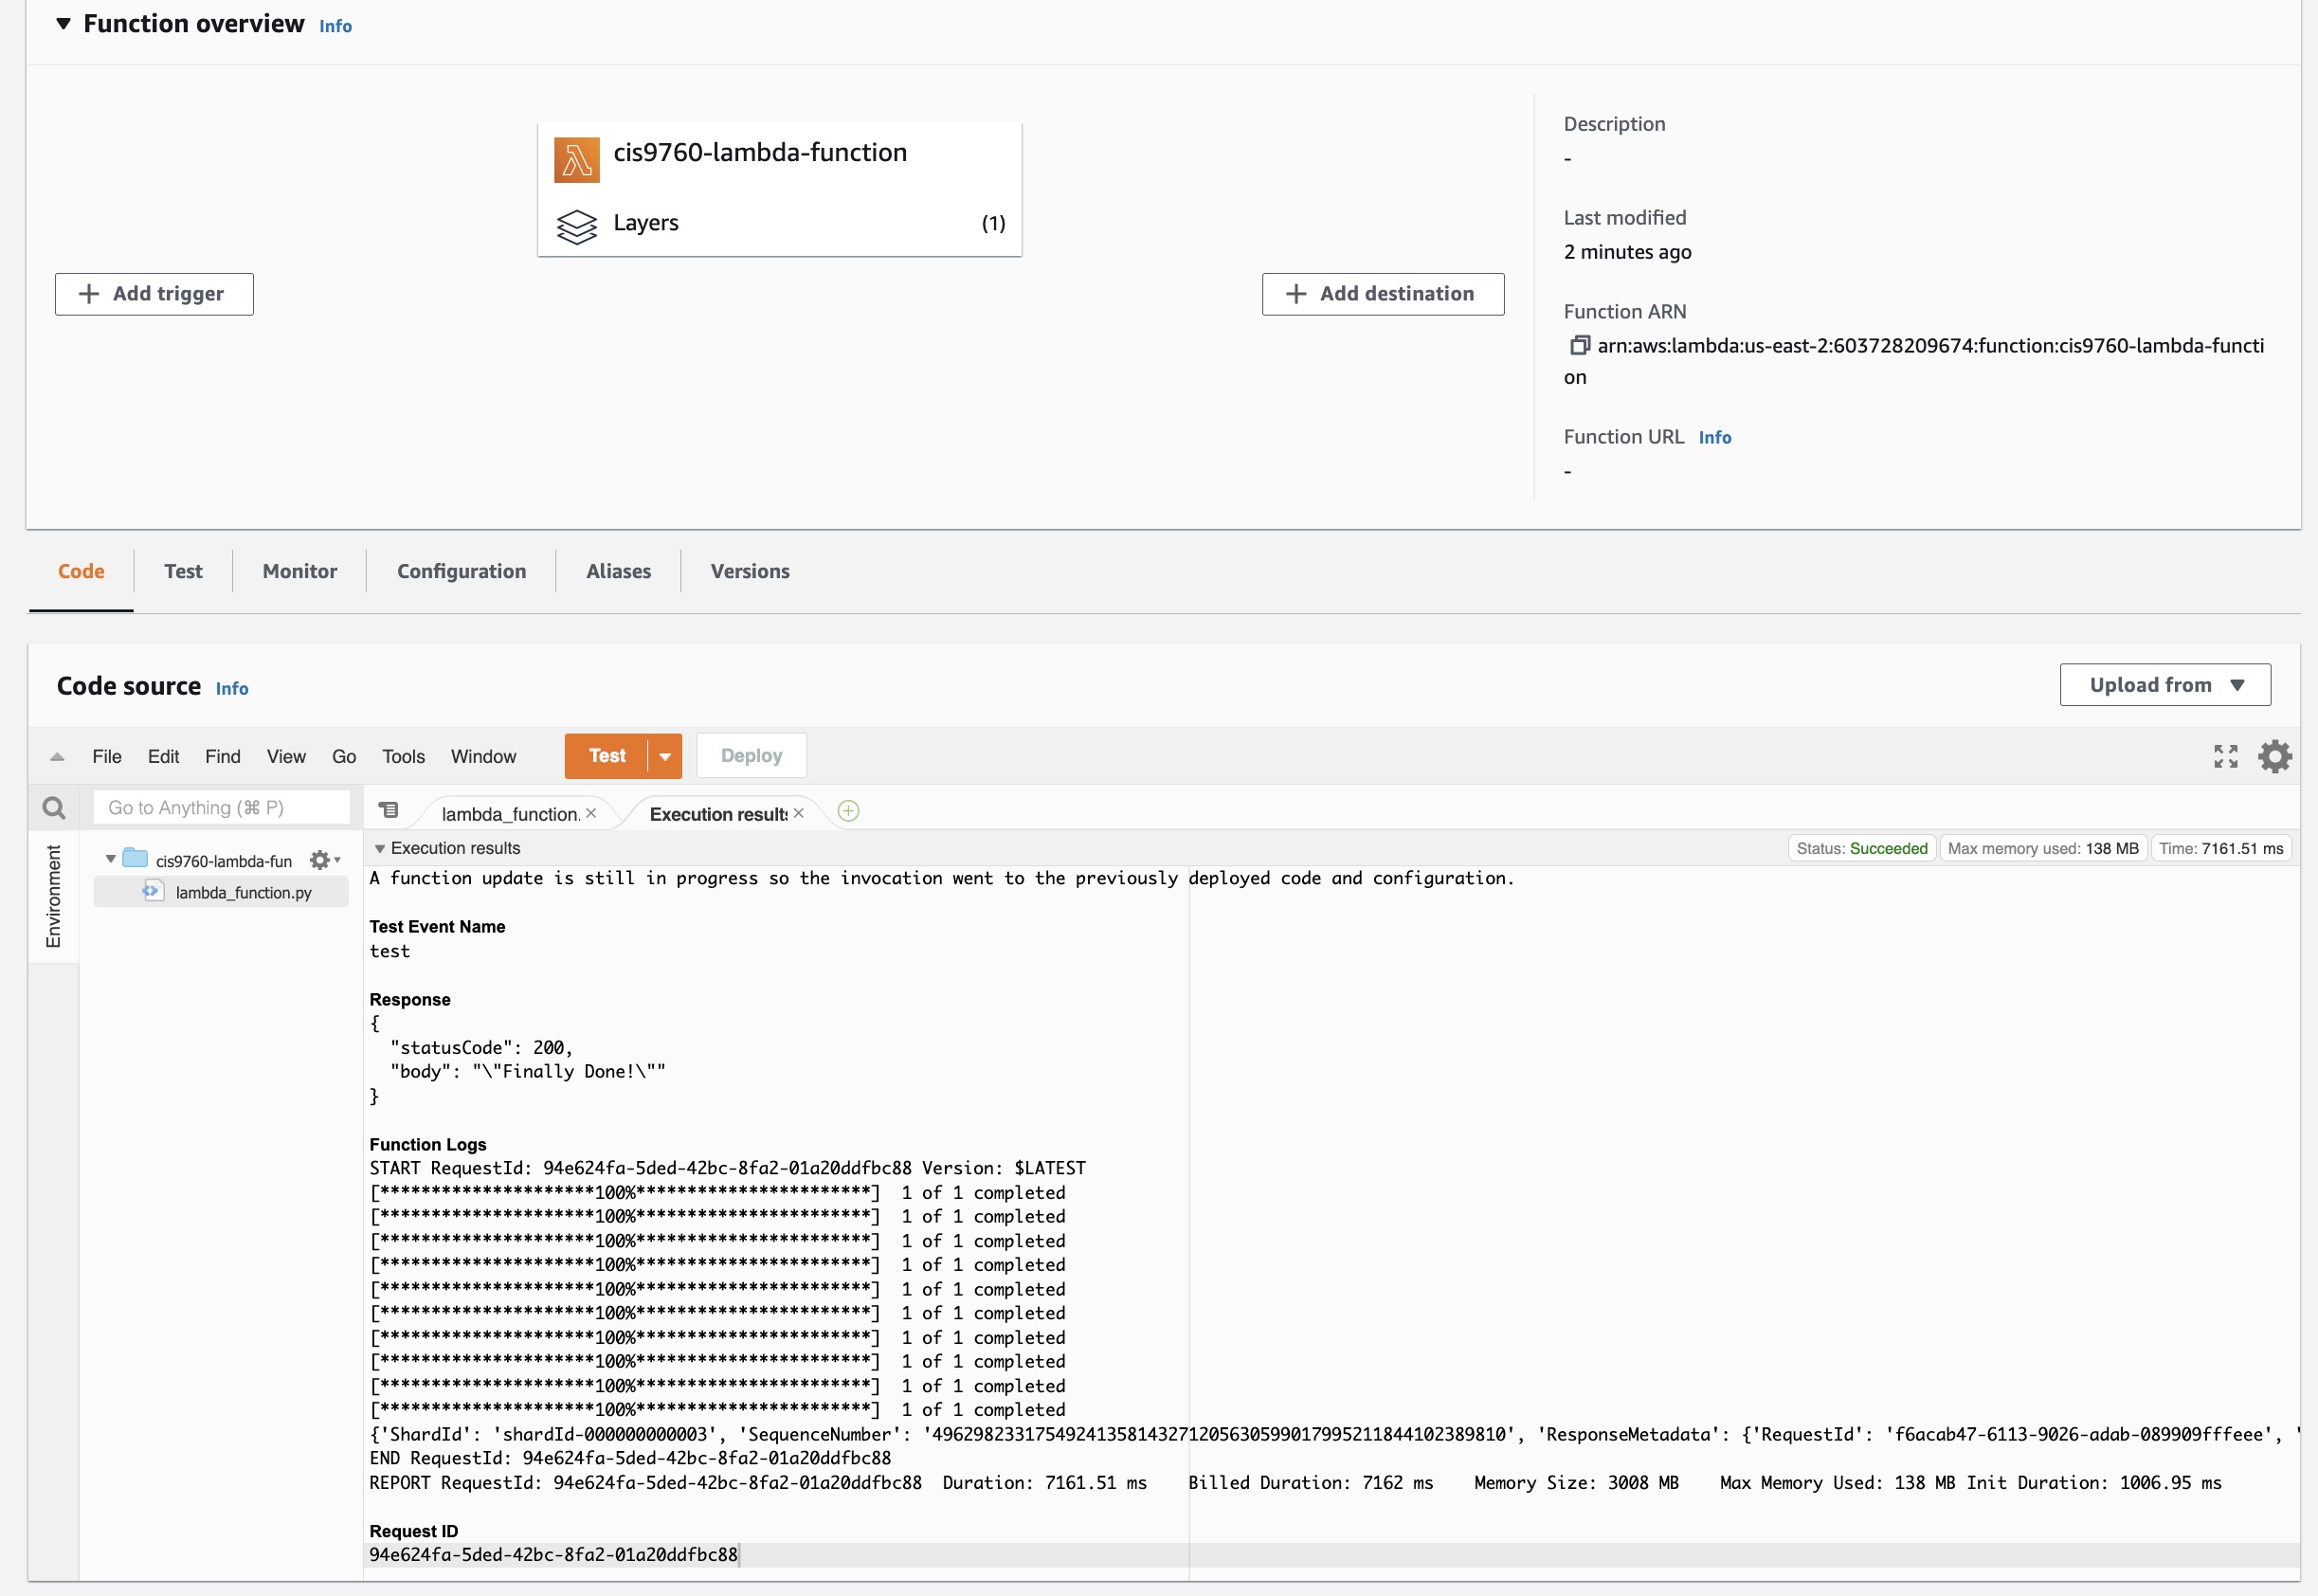 Function overview Info
cis9760-lambda-function
Layers (1)
+ Add trigger
+ Add destination
Description
-
Last modified
2 minutes ago
Function ARN
arn:aws:lambda:us-east-2:603728209674:function:cis9760-lambda-functi
on
Function URL Info
-
Code Test Monitor Configuration Aliases Versions
Code source Info
Upload from
File Edit Find View Go Tools Window Test Deploy
Go to Anything (⌘ P)
lambda_function. Execution results
Environment
cis9760-lambda-fun
lambda_function.py
Execution results
Status: Succeeded Max memory used: 138 MB Time: 7161.51 ms
A function update is still in progress so the invocation went to the previously deployed code and configuration.
Test Event Name
test
Response
{
"statusCode": 200,
"body": "\"Finally Done!\""
}
Function Logs
START RequestId: 94e624fa-5ded-42bc-8fa2-01a20ddfbc88 Version: $LATEST
[*********************100%***********************]  1 of 1 completed
[*********************100%***********************]  1 of 1 completed
[*********************100%***********************]  1 of 1 completed
[*********************100%***********************]  1 of 1 completed
[*********************100%***********************]  1 of 1 completed
[*********************100%***********************]  1 of 1 completed
[*********************100%***********************]  1 of 1 completed
[*********************100%***********************]  1 of 1 completed
[*********************100%***********************]  1 of 1 completed
[*********************100%***********************]  1 of 1 completed
{'ShardId': 'shardId-000000000003', 'SequenceNumber': '49629823317549241358143271205630599017995211844102389810', 'ResponseMetadata': {'RequestId': 'f6acab47-6113-9026-adab-089909fffeee', '
END RequestId: 94e624fa-5ded-42bc-8fa2-01a20ddfbc88
REPORT RequestId: 94e624fa-5ded-42bc-8fa2-01a20ddfbc88 Duration: 7161.51 ms Billed Duration: 7162 ms Memory Size: 3008 MB Max Memory Used: 138 MB Init Duration: 1006.95 ms
Request ID
94e624fa-5ded-42bc-8fa2-01a20ddfbc88